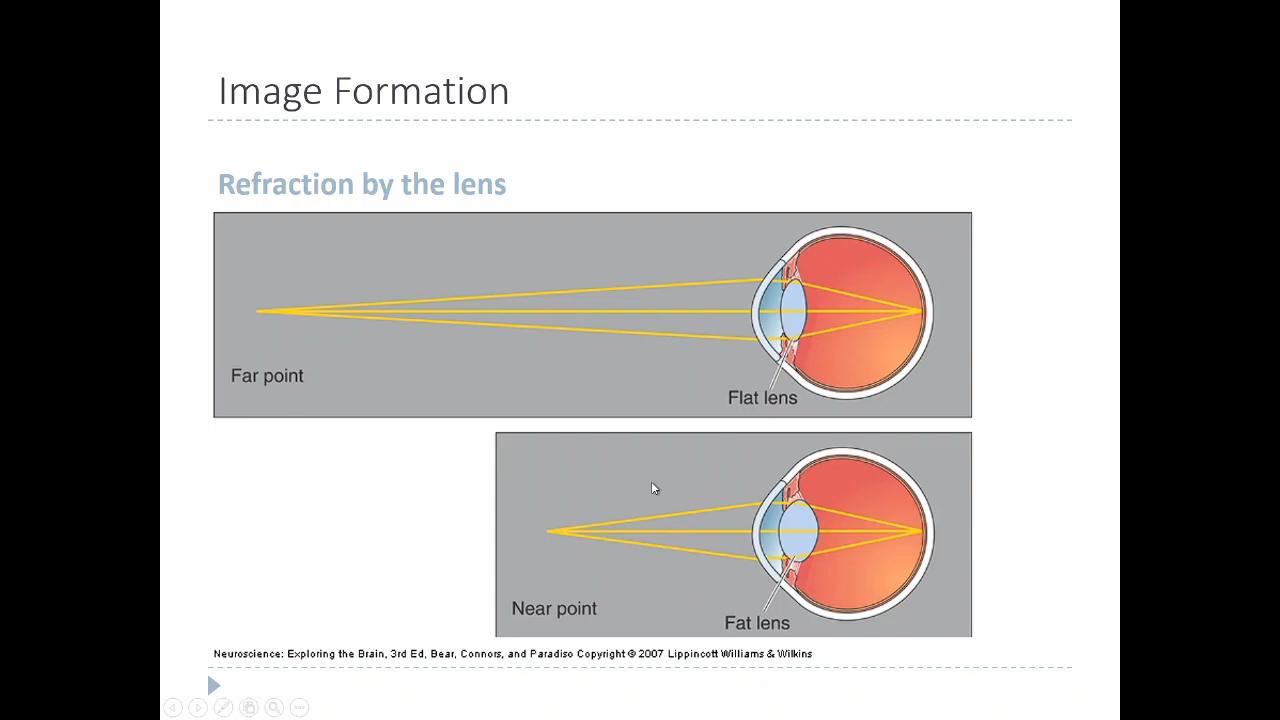 Image Formation
Refraction by the lens
Far point
Flat lens
Near point
Fat lens
Neuroscience: Exploring the Brain, 3rd Ed, Bear, Connors, and Paradiso Copyright © 2007 Lippincott Williams & Wilkins